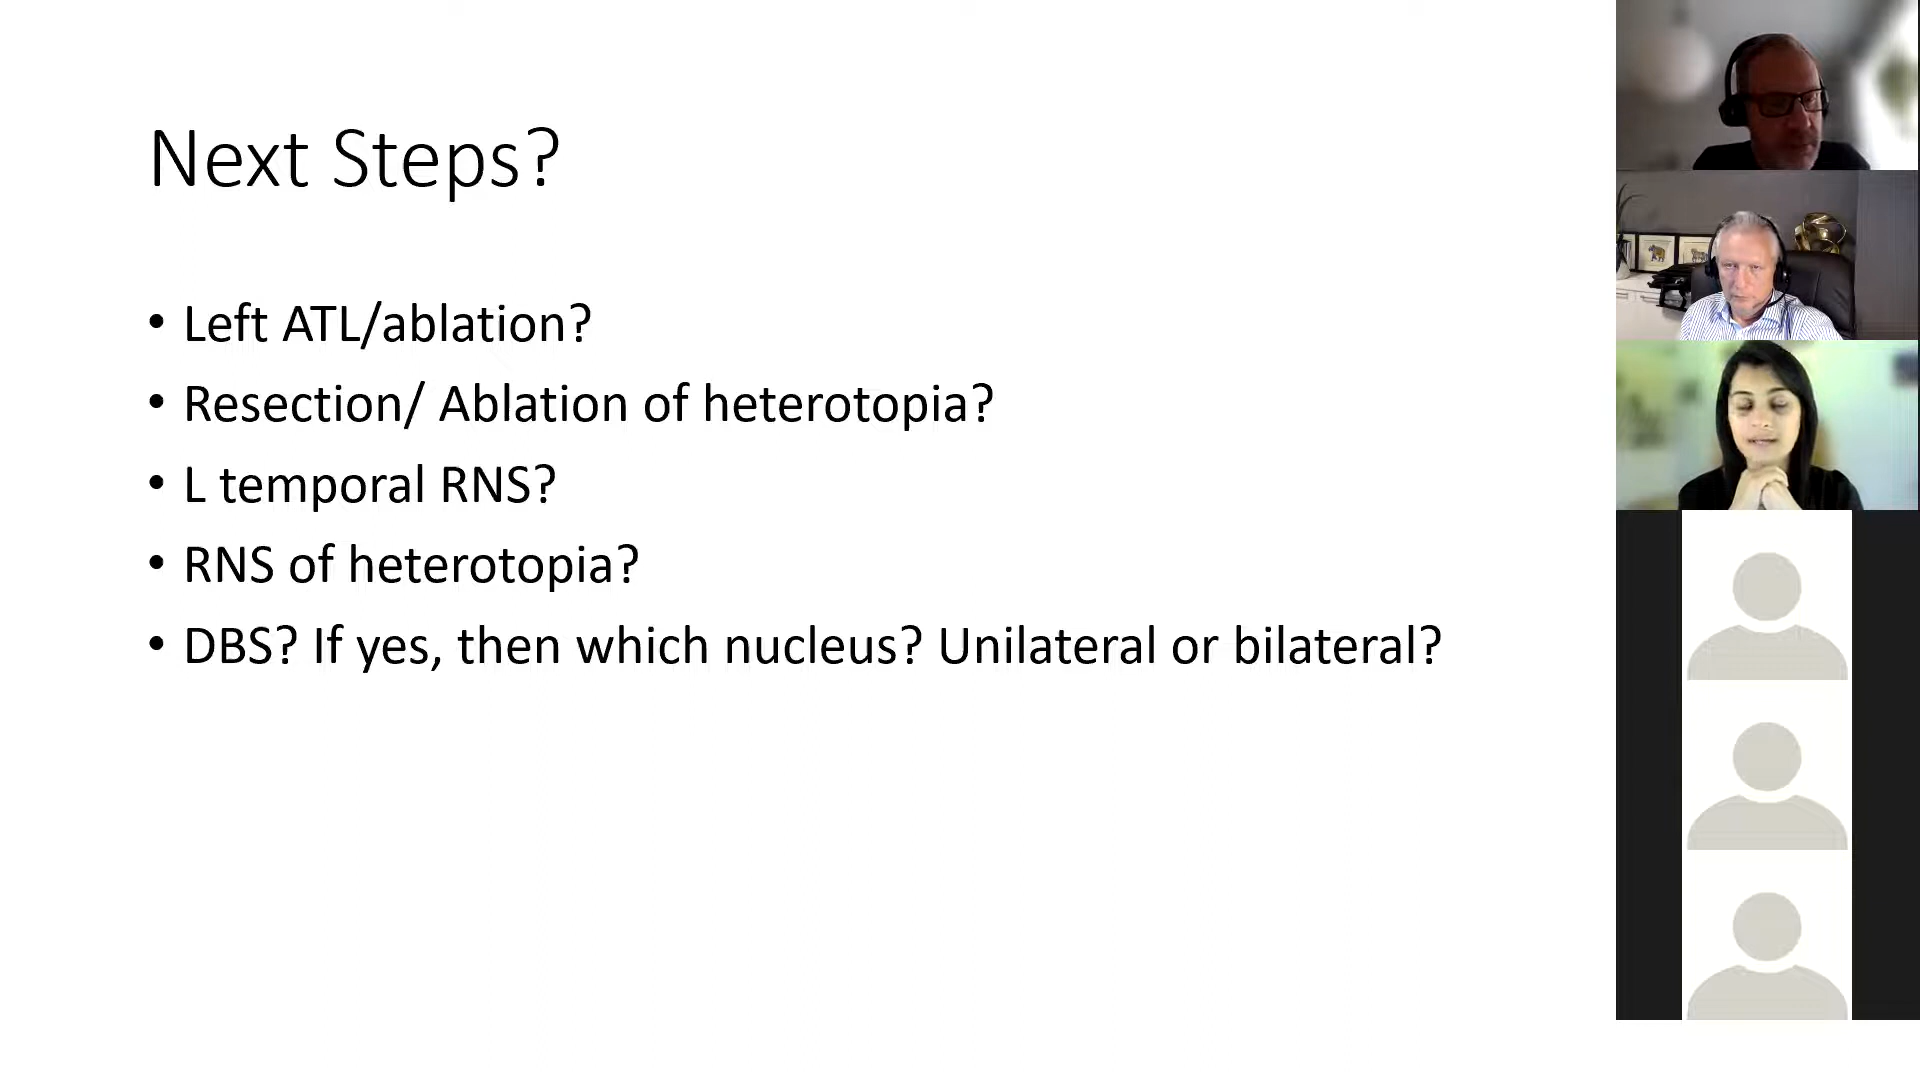 Next Steps?
• Left ATL/ablation?
• Resection/ Ablation of heterotopia?
• L temporal RNS?
• RNS of heterotopia?
• DBS? If yes, then which nucleus? Unilateral or bilateral?